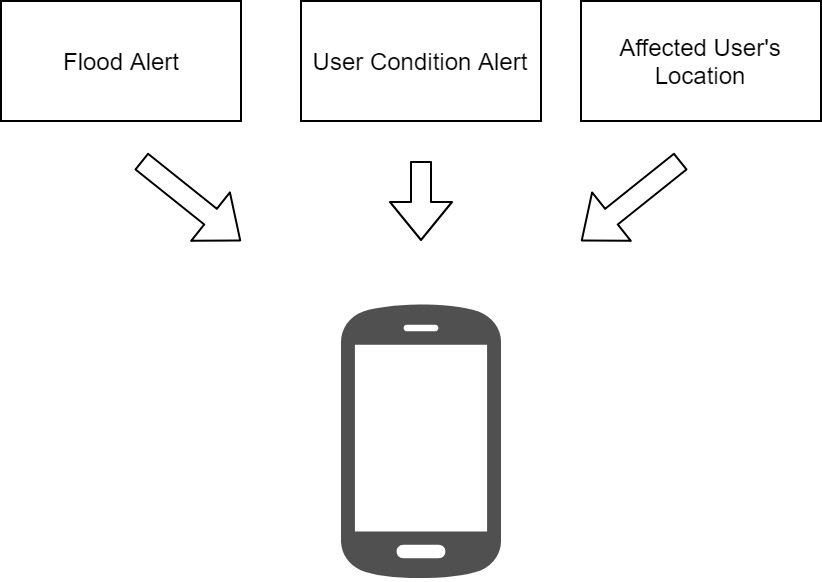 Flood Alert
User Condition Alert
Affected User's
Location